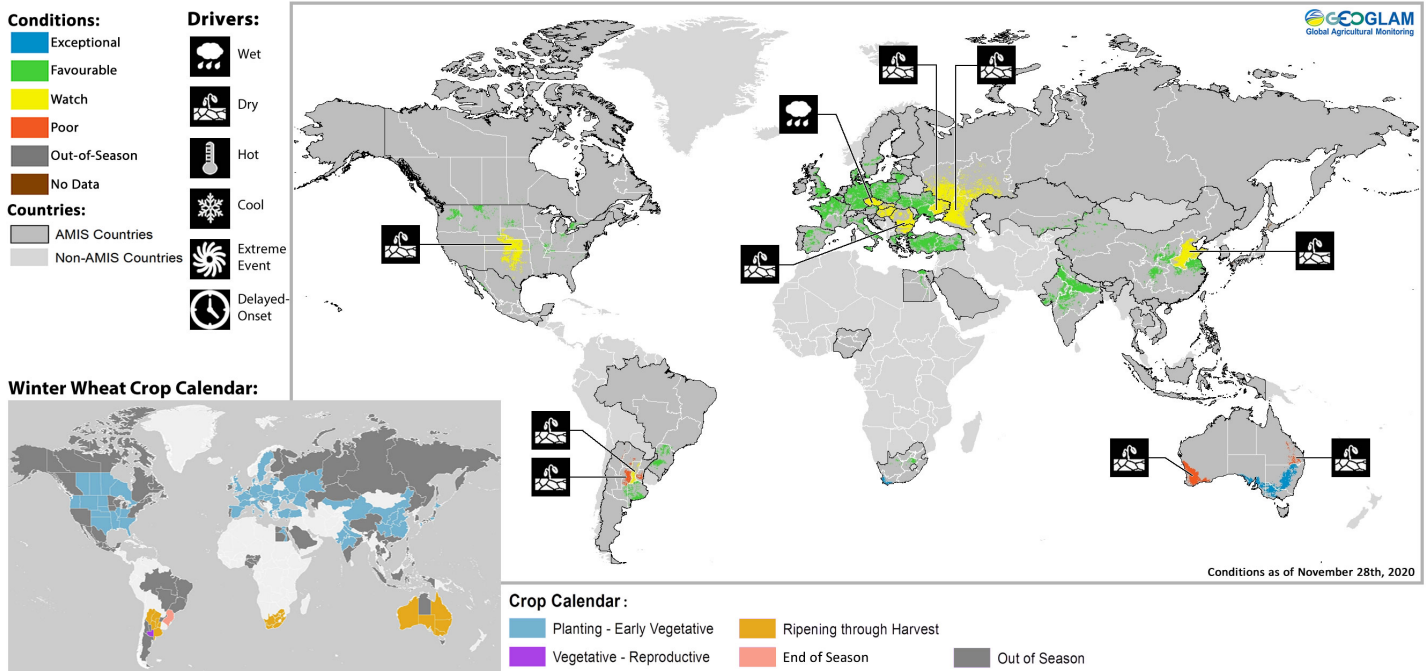 Conditions:
Exceptional
Favourable
Watch
Poor
Out-of-Season
No Data
Countries:
AMIS Countries
Non-AMIS Countries
Drivers:
Wet
Dry
Hot
Cool
Extreme
Event
Delayed-
Onset
GEOGLAM
Global Agricultural Monitoring
Conditions as of November 28th, 2020
Winter Wheat Crop Calendar:
Crop Calendar :
Planting - Early Vegetative
Ripening through Harvest
Vegetative - Reproductive
End of Season
Out of Season